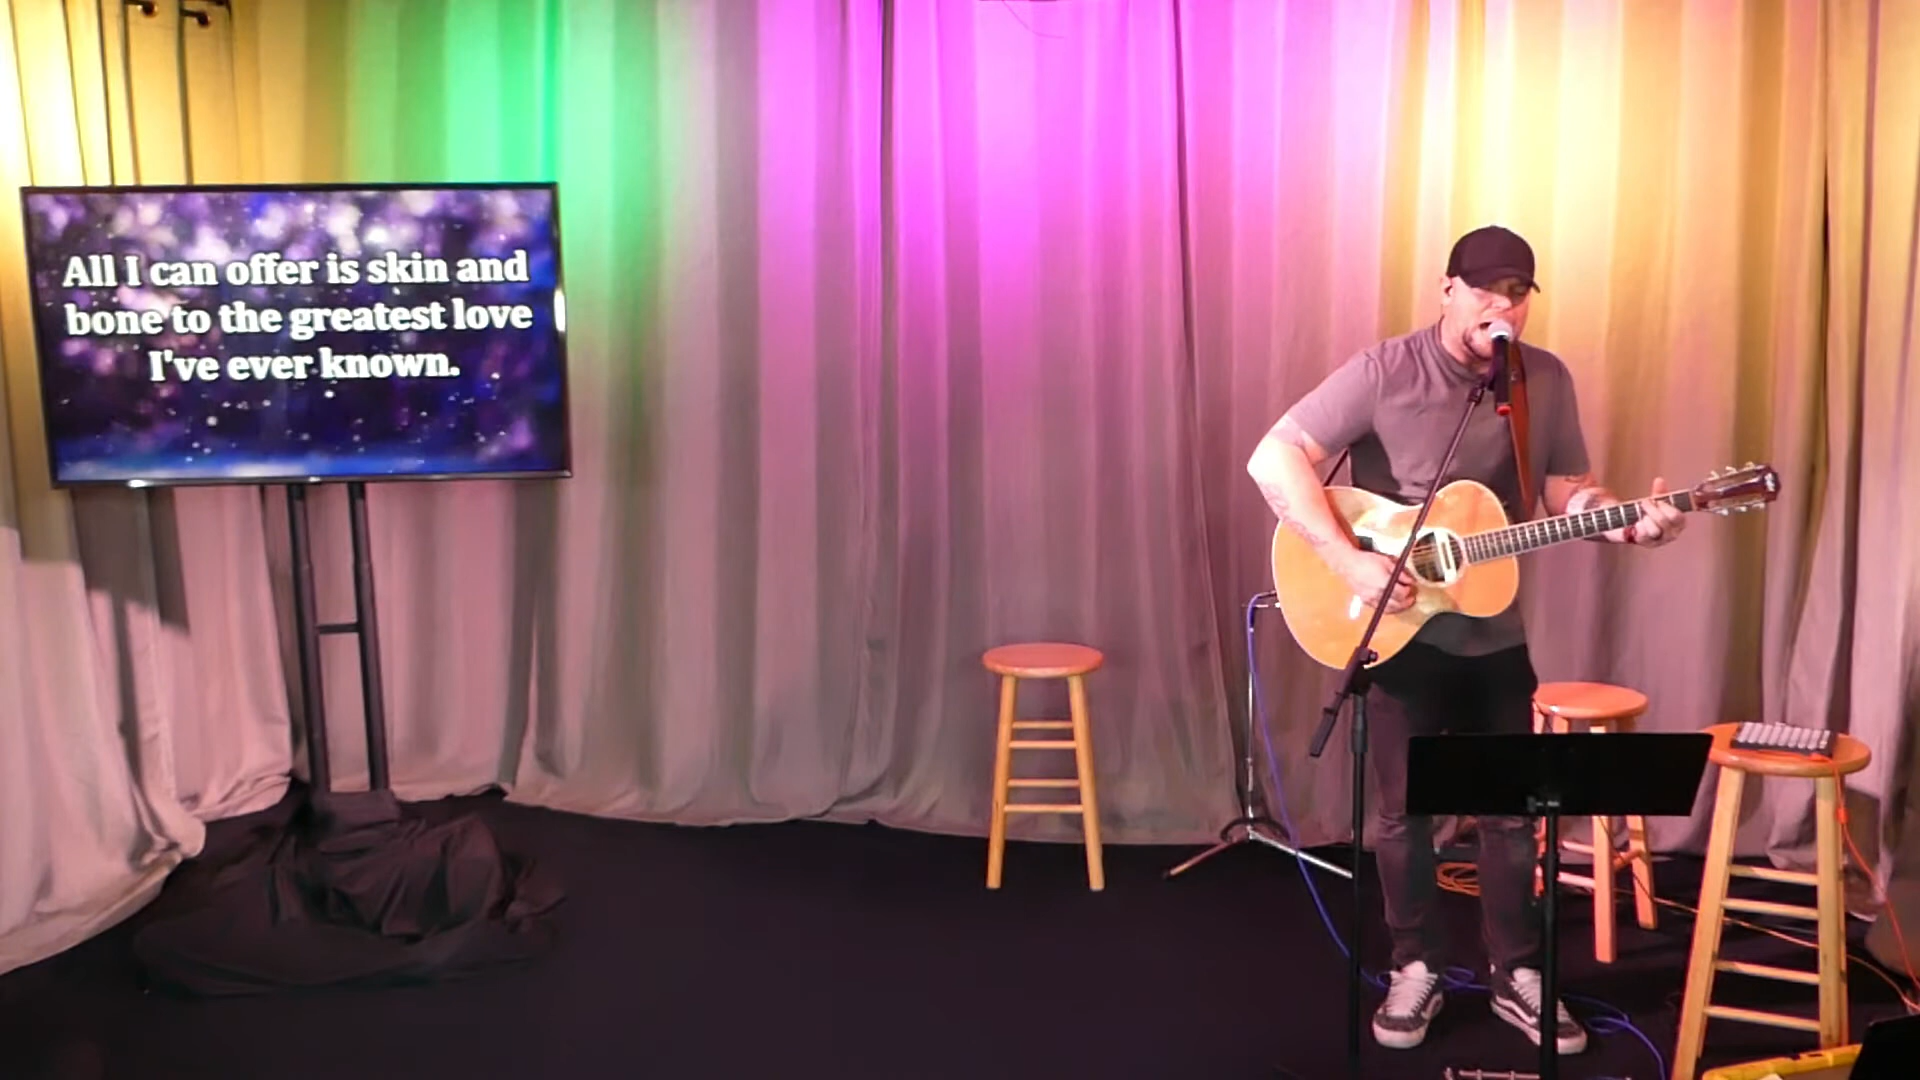 All I can offer is skin and
bone to the greatest love
I've ever known.